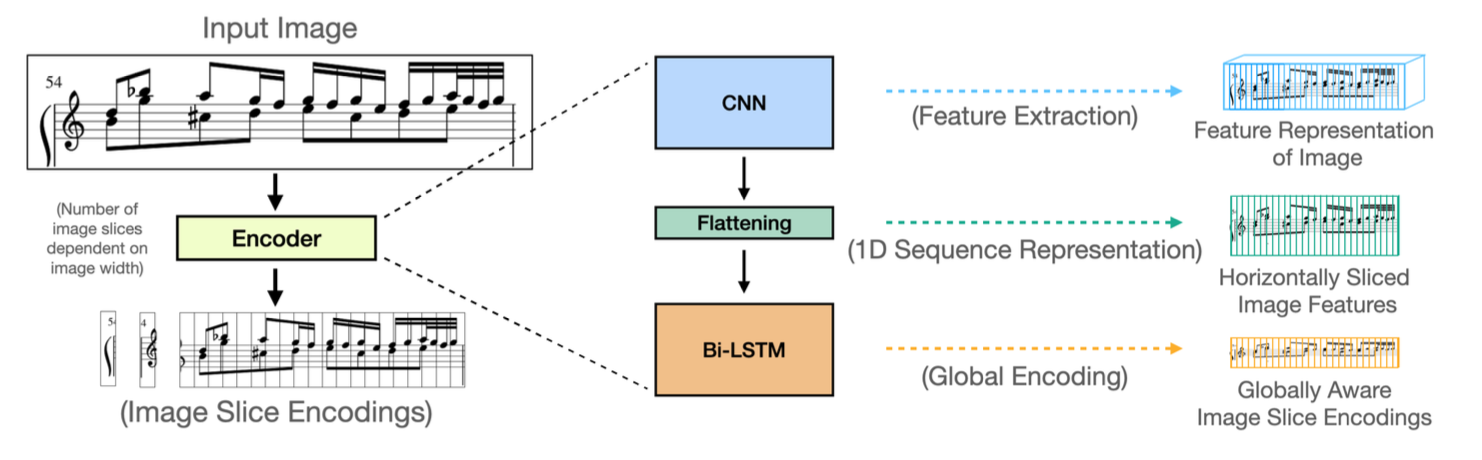 Input Image
54
(Number of
image slices
dependent on
image width)
Encoder
5
4
(Image Slice Encodings)
CNN
Flattening
Bi-LSTM
(Feature Extraction)
(1D Sequence Representation)
(Global Encoding)
Feature Representation
of Image
Horizontally Sliced
Image Features
Globally Aware
Image Slice Encodings